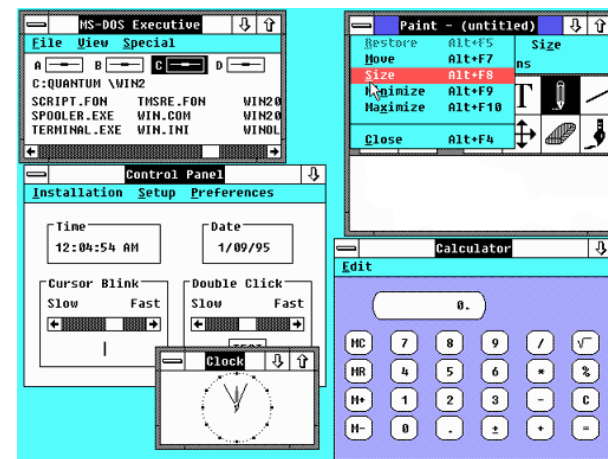 MS-DOS Executive
File View Special
A B C D
C:QUANTUM \WIN2
SCRIPT.FON TMSRE.FON WIN20
SPOOLER.EXE WIN.COM WIN20
TERMINAL.EXE WIN.INI WINOL
Paint - (untitled)
Restore Alt+F5
Move Alt+F7
Size Alt+F8
Minimize Alt+F9
Maximize Alt+F10
Close Alt+F4
Size
ns
T
Control Panel
Installation Setup Preferences
Time
12:04:54 AM
Date
1/09/95
Cursor Blink
Slow Fast
Double Click
Slow Fast
TEST
Clock
Calculator
Edit
0.
MC 7 8 9 / √
MR 4 5 6 * %
M+ 1 2 3 - C
M- 0 . ± + =